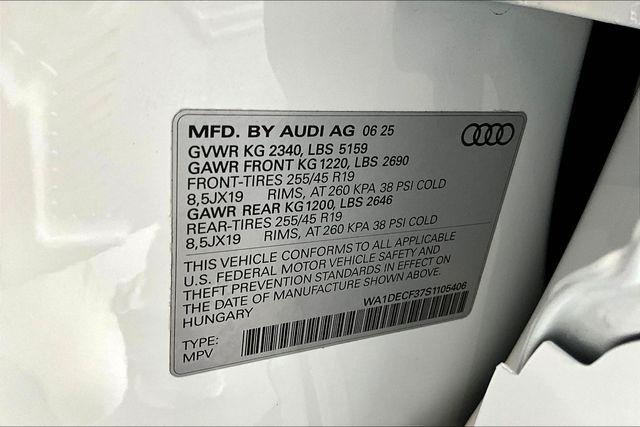 MFD. BY AUDI AG 06 25
GVWR KG 2340, LBS 5159
GAWR FRONT KG 1220, LBS 2690
FRONT-TIRES 255/45 R19
8,5JX19 RIMS, AT 260 KPA 38 PSI COLD
GAWR REAR KG1200, LBS 2646
REAR-TIRES 255/45 R19
8,5JX19 RIMS, AT 260 KPA 38 PSI COLD
THIS VEHICLE CONFORMS TO ALL APPLICABLE
U.S. FEDERAL MOTOR VEHICLE SAFETY AND
THEFT PREVENTION STANDARDS IN EFFECT ON
THE DATE OF MANUFACTURE SHOWN ABOVE.
HUNGARY WA1DECF37S1105406
TYPE:
MPV